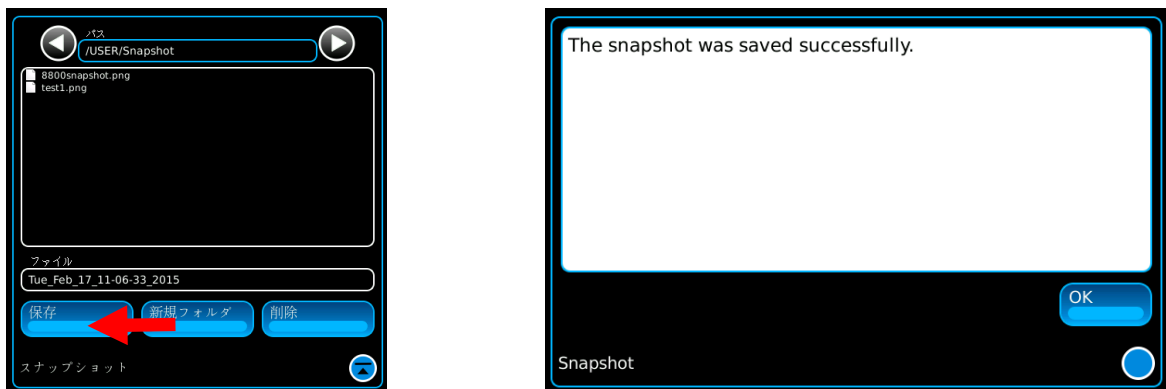 パス
/USER/Snapshot
8800snapshot.png
test1.png
ファイル
Tue_Feb_17_11-06-33_2015
保存 新規フォルダ 削除
スナップショット
The snapshot was saved successfully.
OK
Snapshot